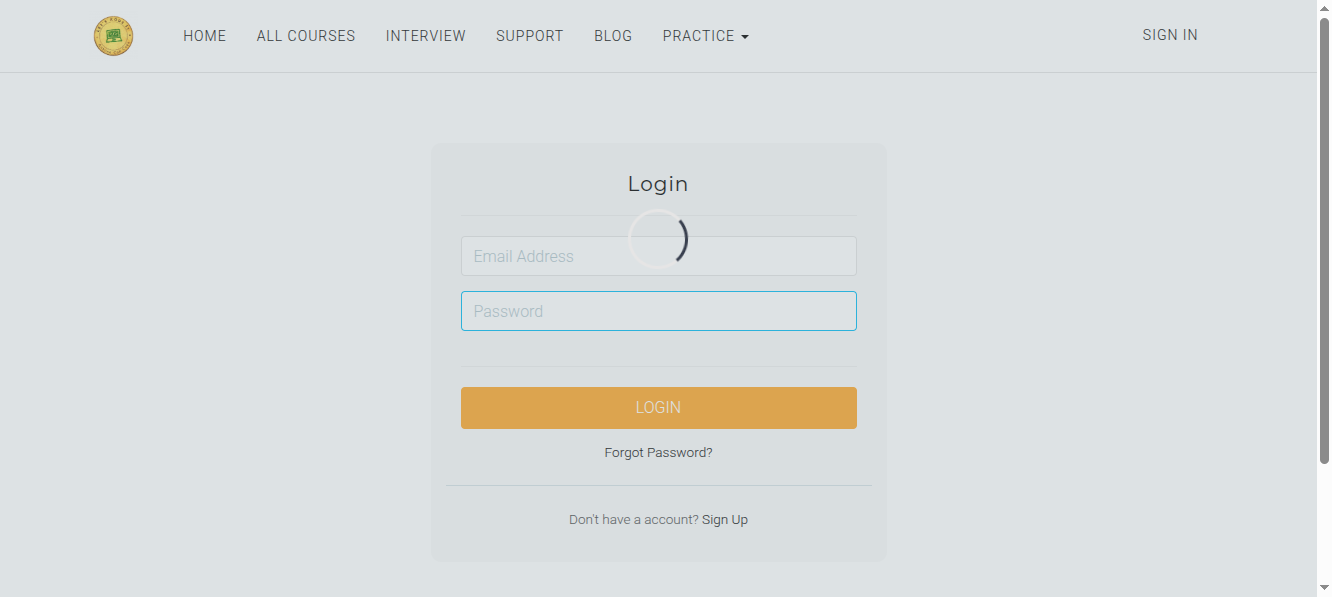 HOME ALL COURSES INTERVIEW SUPPORT BLOG PRACTICE SIGN IN
Login
Email Address
Password
LOGIN
Forgot Password?
Don't have a account? Sign Up